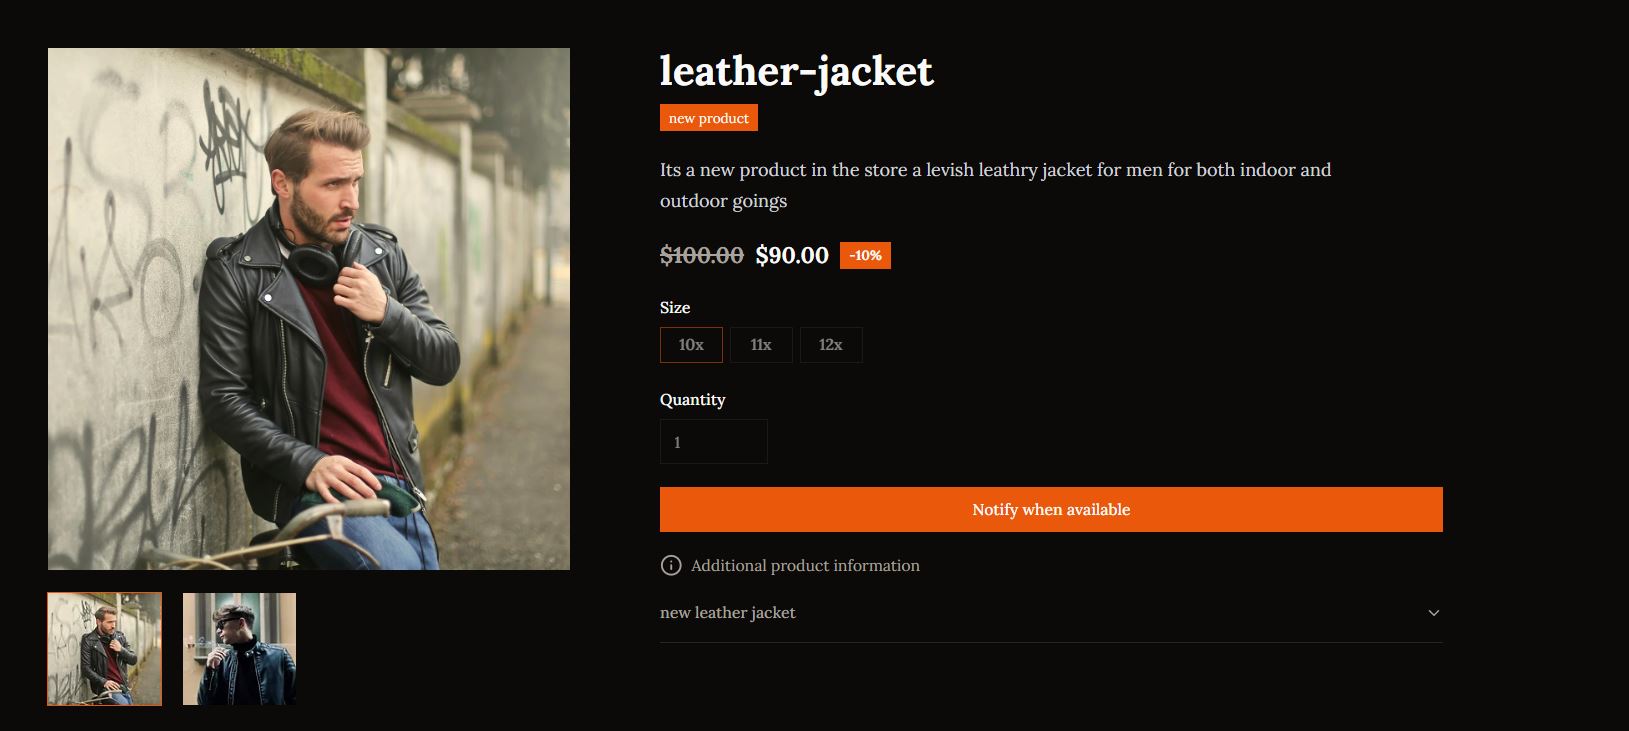 leather-jacket
new product
Its a new product in the store a levish leathry jacket for men for both indoor and
outdoor goings
$100.00 $90.00 -10%
Size
10x 11x 12x
Quantity
1
Notify when available
Additional product information
new leather jacket